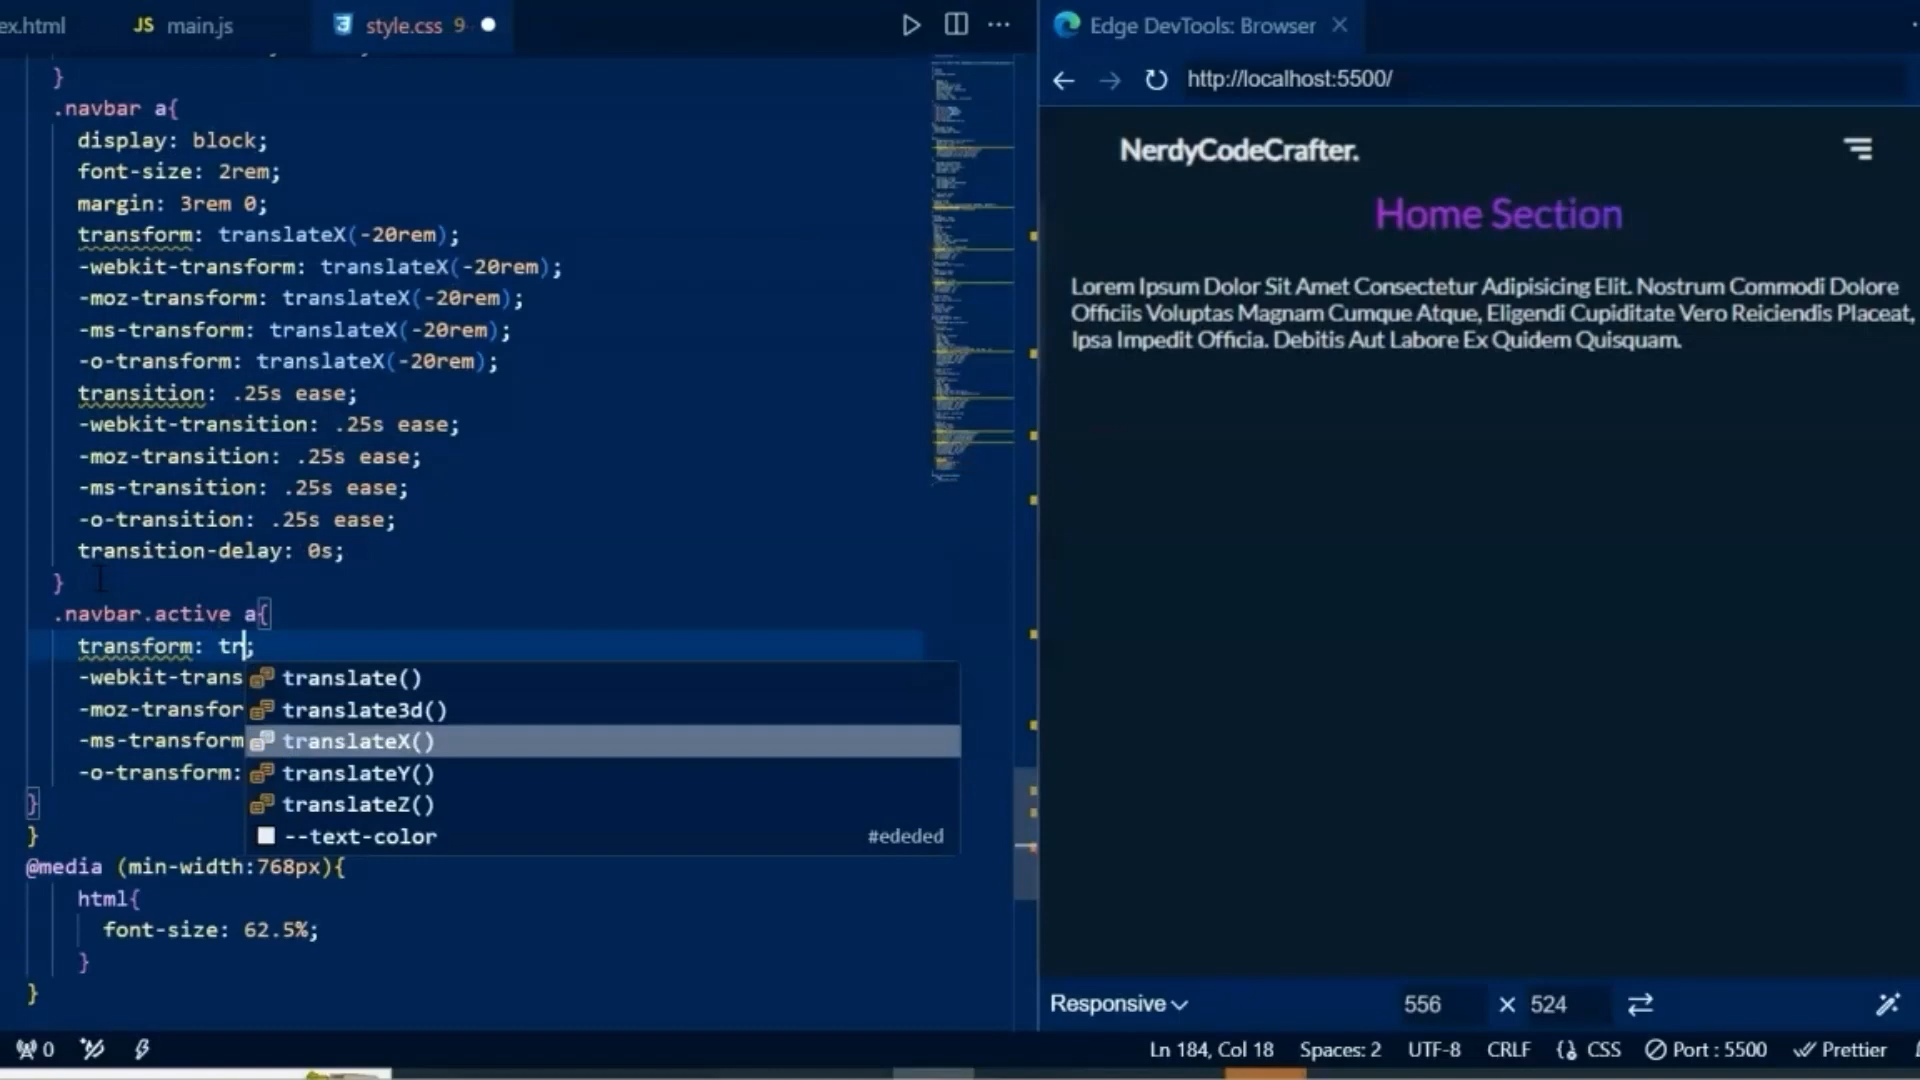 ex.html JS main.js style.css 9
}
.navbar a{
display: block;
font-size: 2rem;
margin: 3rem 0;
transform: translateX(-20rem);
-webkit-transform: translateX(-20rem);
-moz-transform: translateX(-20rem);
-ms-transform: translateX(-20rem);
-o-transform: translateX(-20rem);
transition: .25s ease;
-webkit-transition: .25s ease;
-moz-transition: .25s ease;
-ms-transition: .25s ease;
-o-transition: .25s ease;
transition-delay: 0s;
}
.navbar.active a{
transform: tr;
-webkit-trans translate()
-moz-transfor translate3d()
-ms-transform translateX()
-o-transform: translateY()
} translateZ()
} --text-color #ededed
@media (min-width:768px){
html{
font-size: 62.5%;
}
}
Edge DevTools: Browser
http://localhost:5500/
NerdyCodeCrafter.
Home Section
Lorem Ipsum Dolor Sit Amet Consectetur Adipisicing Elit. Nostrum Commodi Dolore
Officiis Voluptas Magnam Cumque Atque, Eligendi Cupiditate Vero Reiciendis Placeat,
Ipsa Impedit Officia. Debitis Aut Labore Ex Quidem Quisquam.
Responsive 556 × 524
0 Ln 184, Col 18 Spaces: 2 UTF-8 CRLF CSS Port : 5500 Prettier